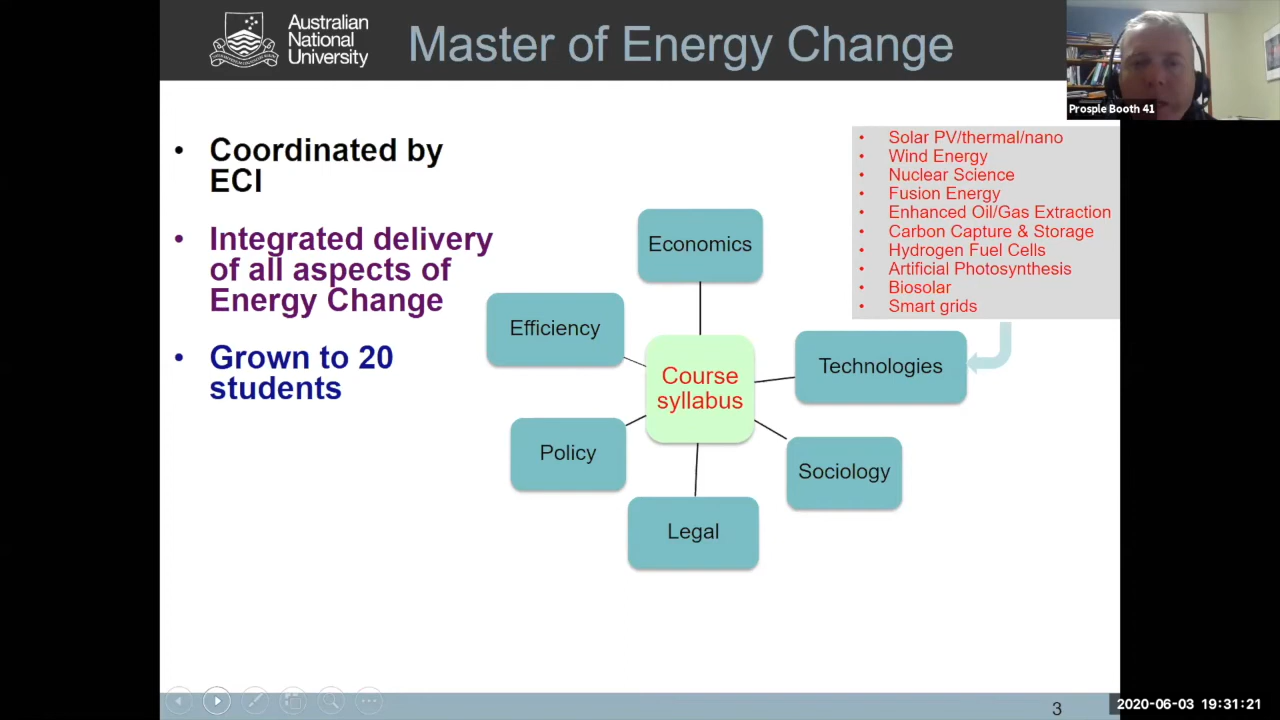 Australian
National
University
Master of Energy Change
Prosple Booth 41
• Coordinated by
ECI
• Integrated delivery
of all aspects of
Energy Change
• Grown to 20
students
• Solar PV/thermal/nano
• Wind Energy
• Nuclear Science
• Fusion Energy
• Enhanced Oil/Gas Extraction
• Carbon Capture & Storage
• Hydrogen Fuel Cells
• Artificial Photosynthesis
• Biosolar
• Smart grids
Economics
Efficiency
Technologies
Course
syllabus
Policy
Sociology
Legal
3
2020-06-03 19:31:21